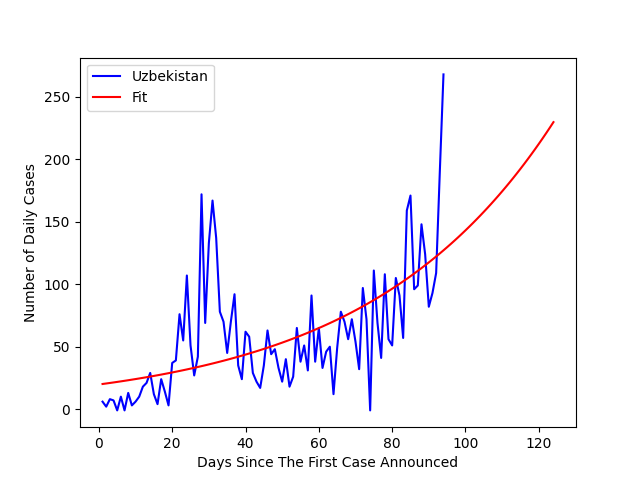 Uzbekistan
Fit
Number of Daily Cases
250
200
150
100
50
0
0 20 40 60 80 100 120
Days Since The First Case Announced